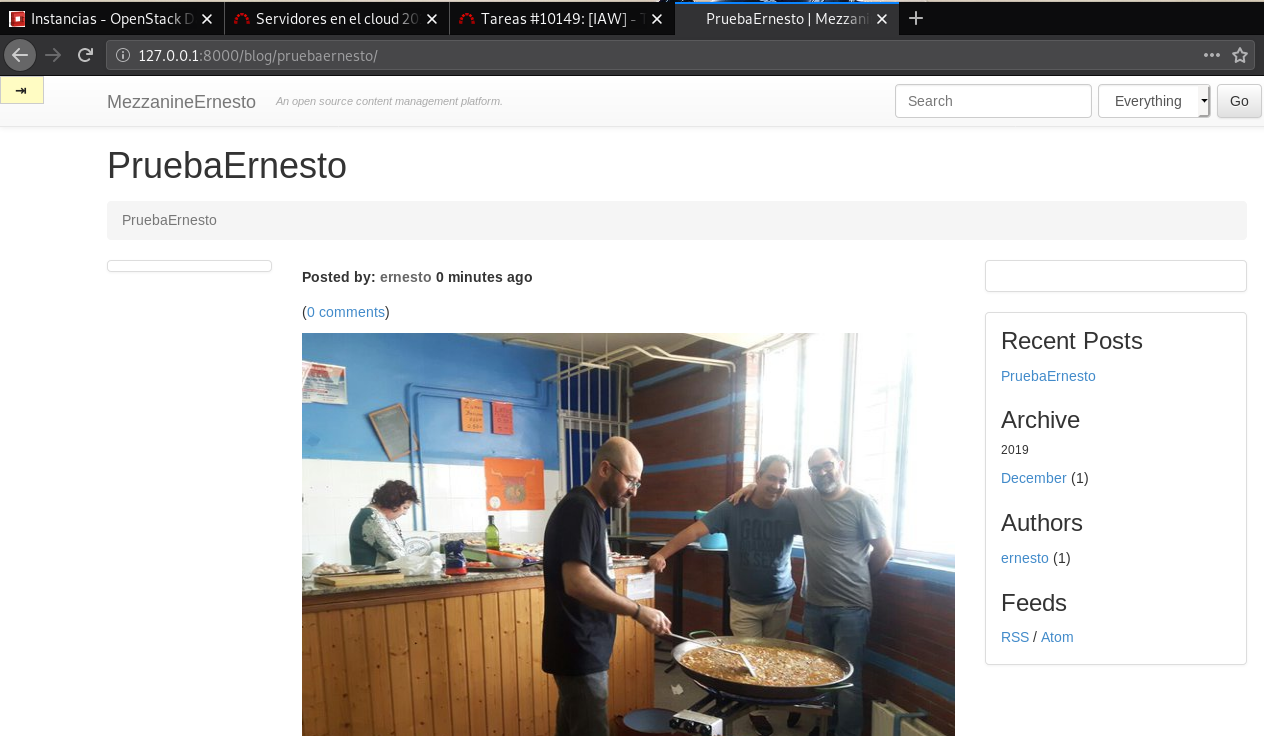 Instancias - OpenStack D
Servidores en el cloud 20
Tareas #10149: [IAW] - T
PruebaErnesto | Mezzani
127.0.0.1:8000/blog/pruebaernesto/
MezzanineErnesto
An open source content management platform.
Search
Everything
Go
PruebaErnesto
PruebaErnesto
Posted by: ernesto 0 minutes ago
(0 comments)
Recent Posts
PruebaErnesto
Archive
2019
December (1)
Authors
ernesto (1)
Feeds
RSS / Atom